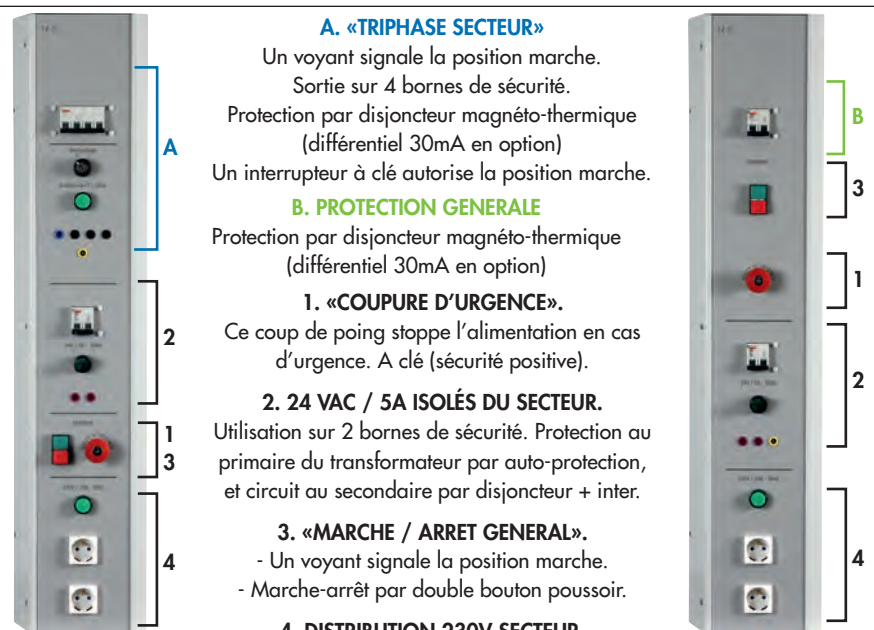 A. «TRIPHASE SECTEUR»
Un voyant signale la position marche.
Sortie sur 4 bornes de sécurité.
Protection par disjoncteur magnéto-thermique
(différentiel 30mA en option)
Un interrupteur à clé autorise la position marche.
B. PROTECTION GENERALE
Protection par disjoncteur magnéto-thermique
(différentiel 30mA en option)
1. «COUPURE D'URGENCE».
Ce coup de poing stoppe l'alimentation en cas
d'urgence. A clé (sécurité positive).
2. 24 VAC / 5A ISOLÉS DU SECTEUR.
Utilisation sur 2 bornes de sécurité. Protection au
primaire du transformateur par auto-protection,
et circuit au secondaire par disjoncteur + inter.
3. «MARCHE / ARRET GENERAL».
- Un voyant signale la position marche.
- Marche-arrêt par double bouton poussoir.
4. DISTRIBUTION 230V SECTEUR
A
2
1
3
4
B
3
1
2
4